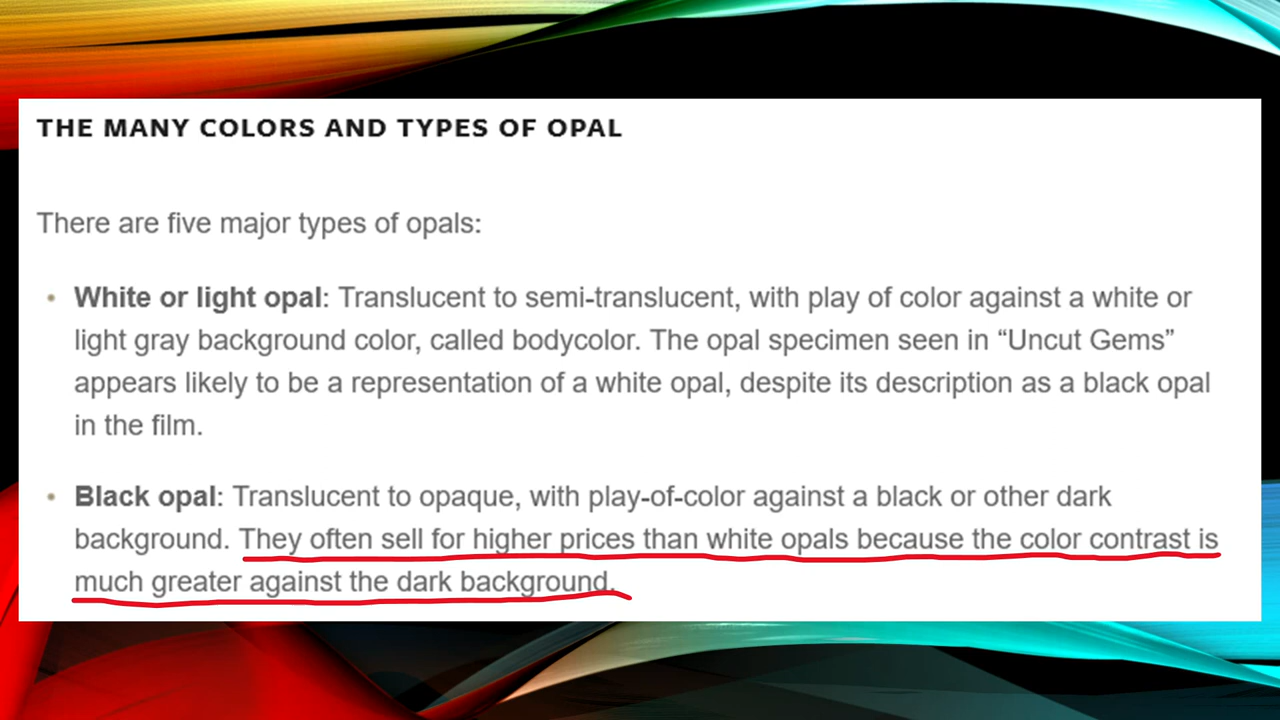 THE MANY COLORS AND TYPES OF OPAL
There are five major types of opals:
• White or light opal: Translucent to semi-translucent, with play of color against a white or
light gray background color, called bodycolor. The opal specimen seen in “Uncut Gems”
appears likely to be a representation of a white opal, despite its description as a black opal
in the film.
• Black opal: Translucent to opaque, with play-of-color against a black or other dark
background. They often sell for higher prices than white opals because the color contrast is
much greater against the dark background.